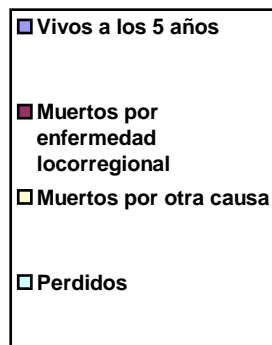 Vivos a los 5 años
Muertos por
enfermedad
locorregional
Muertos por otra causa
Perdidos